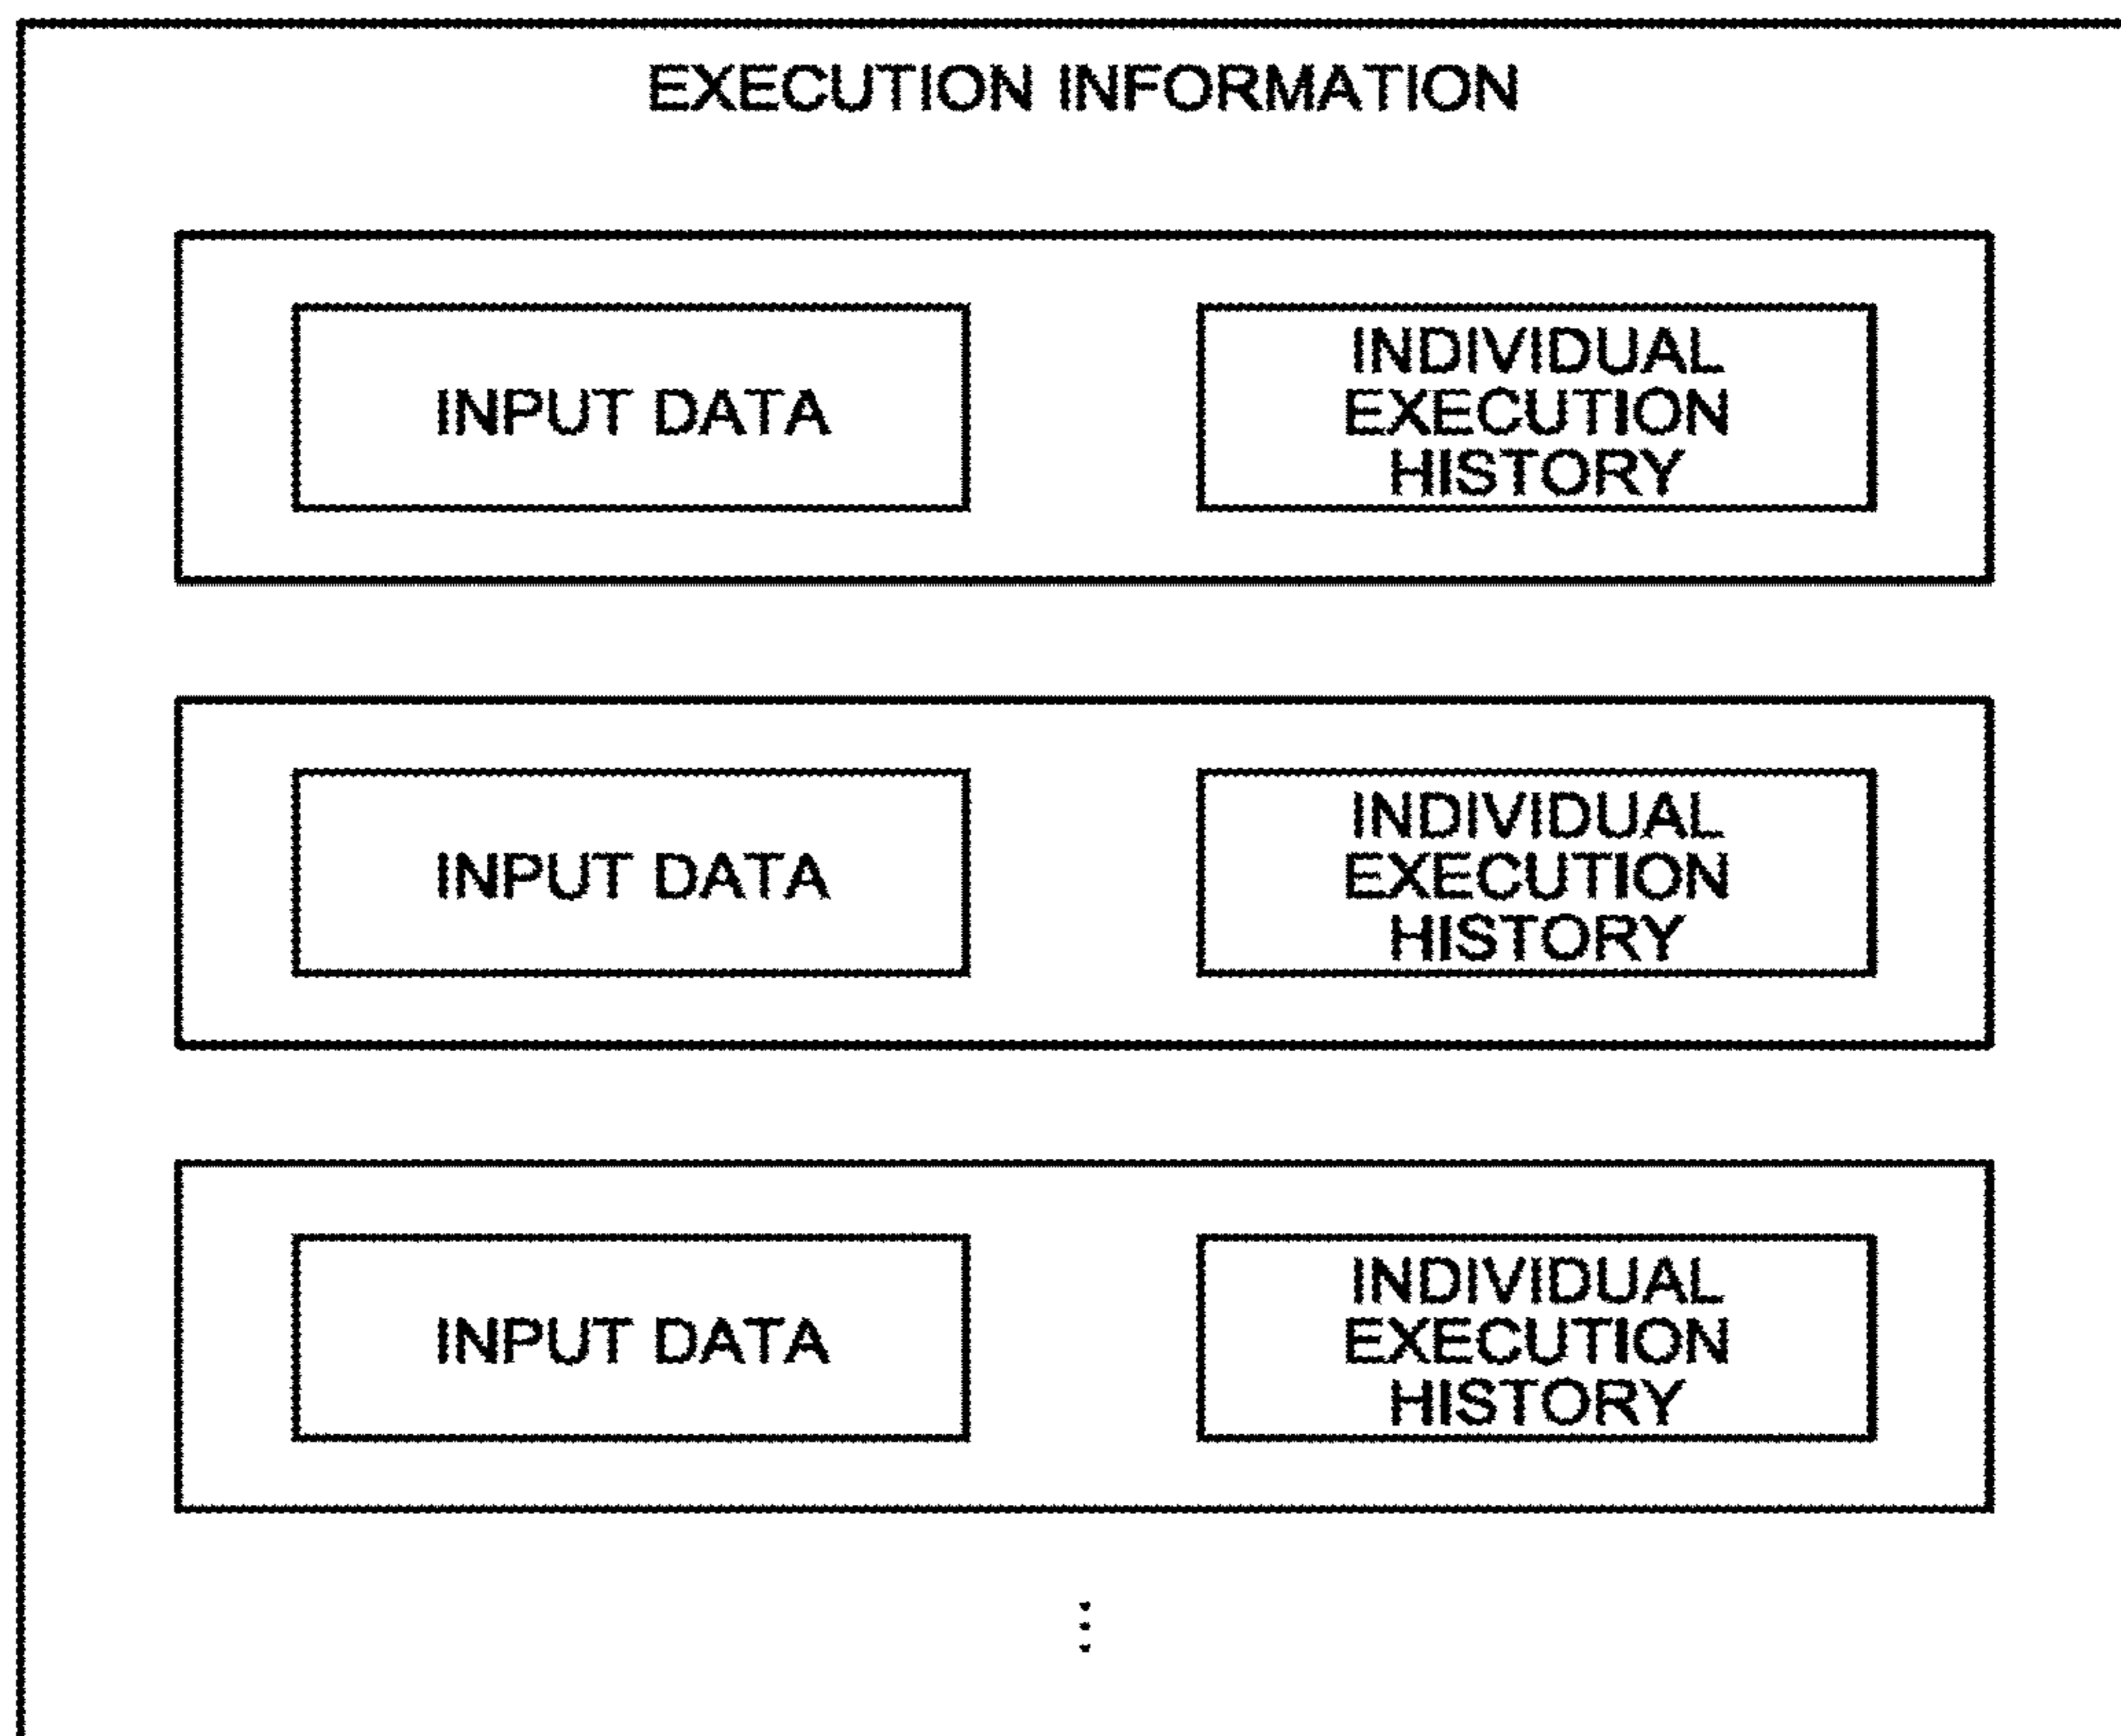 EXECUTION INFORMATION
INPUT DATA
INDIVIDUAL
EXECUTION
HISTORY
INPUT DATA
INDIVIDUAL
EXECUTION
HISTORY
INPUT DATA
INDIVIDUAL
EXECUTION
HISTORY
⋮